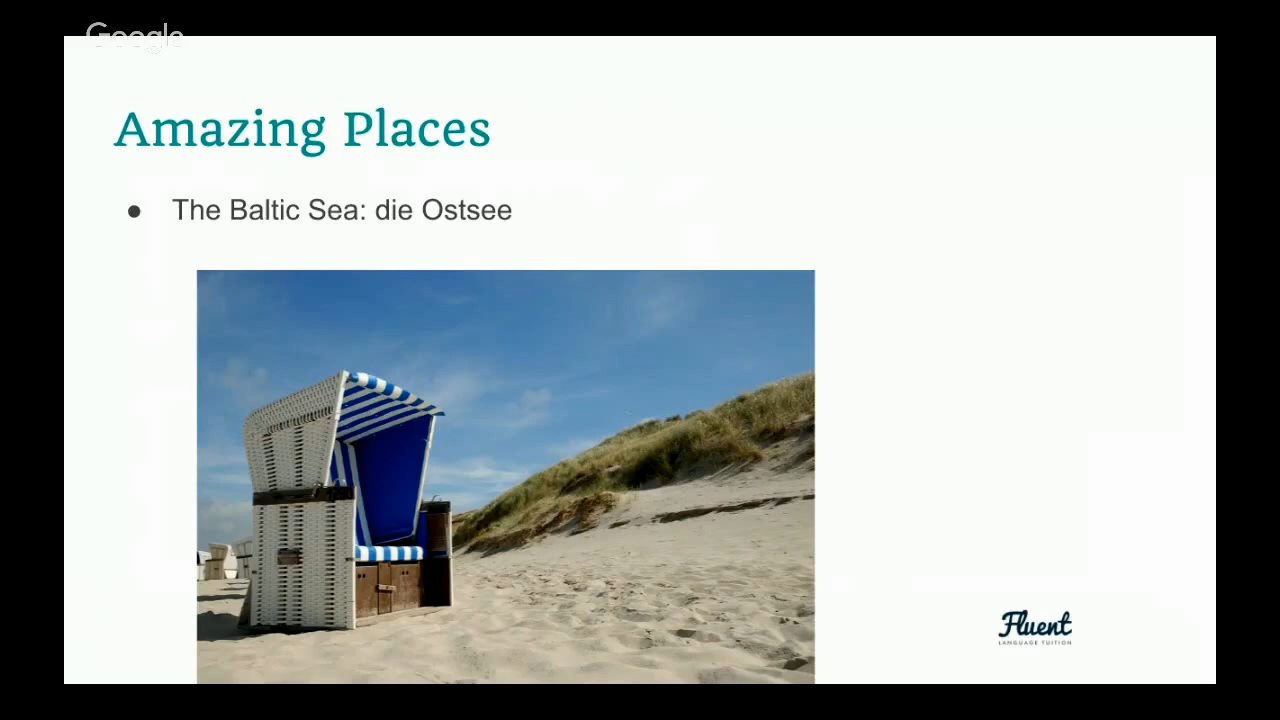 Google
Amazing Places
● The Baltic Sea: die Ostsee
Fluent
LANGUAGE TUITION